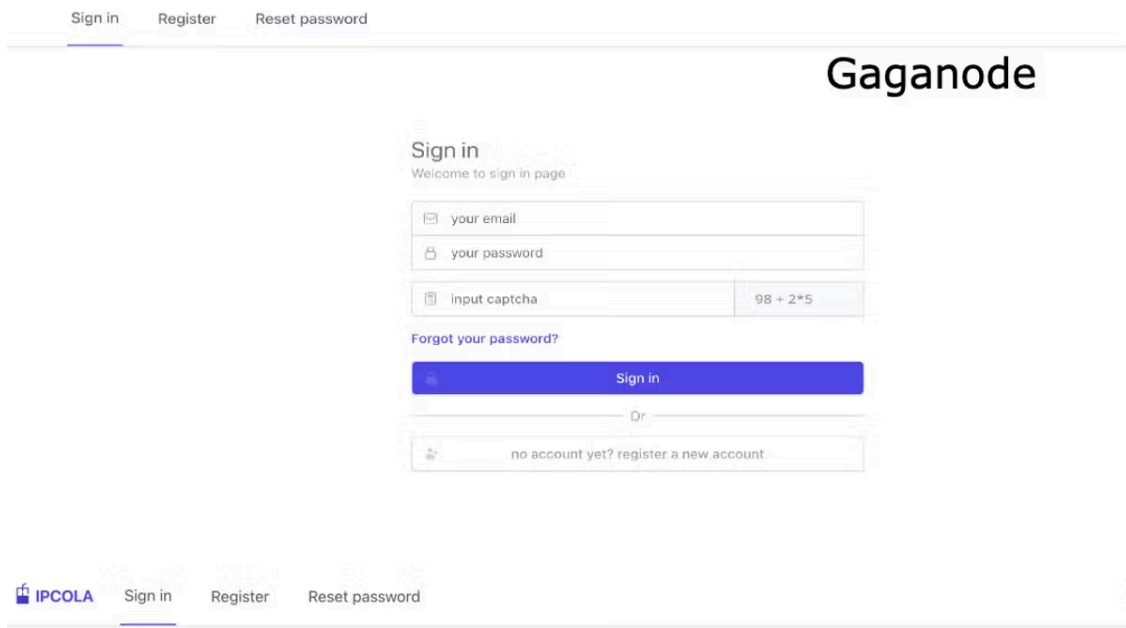 Sign in Register Reset password
Gaganode
Sign in
Welcome to sign in page
your email
your password
input captcha 98 + 2*5
Forgot your password?
Sign in
Or
no account yet? register a new account
IPCOLA Sign in Register Reset password